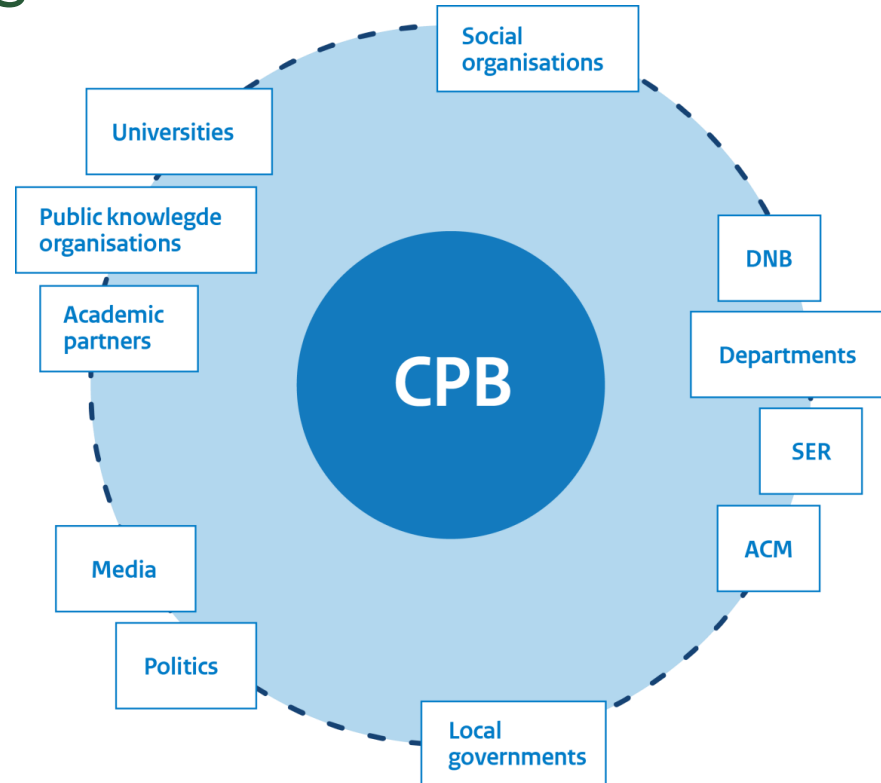 Social
organisations
Universities
Public knowlegde
organisations
DNB
Academic
partners
Departments
CPB
SER
ACM
Media
Politics
Local
governments